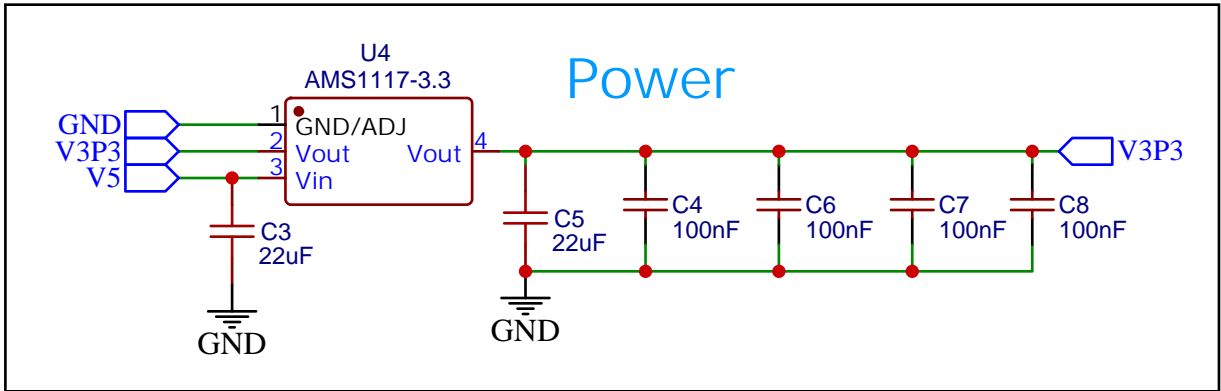 Power
U4
AMS1117-3.3
GND
1
GND/ADJ
V3P3
2
Vout
Vout
4
V3P3
V5
3
Vin
C3
22uF
GND
C5
22uF
GND
C4
100nF
C6
100nF
C7
100nF
C8
100nF